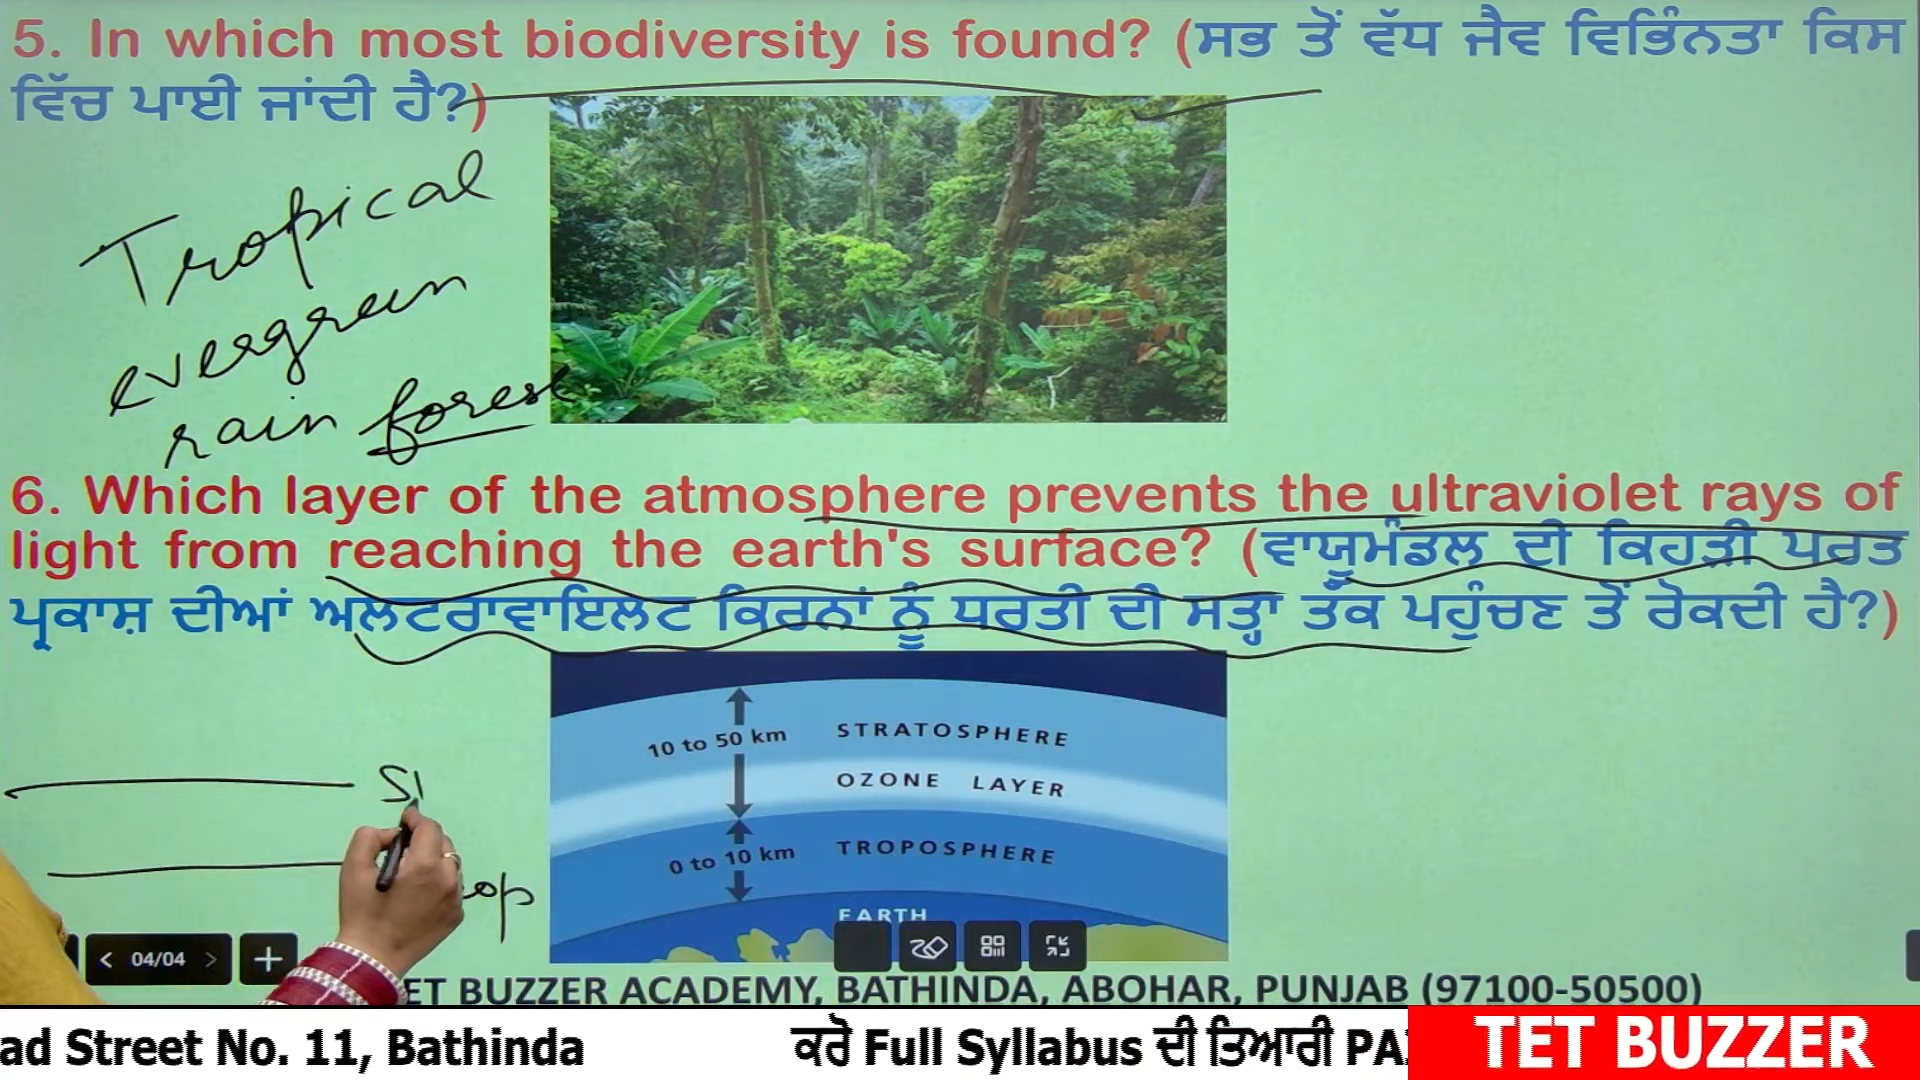 5. In which most biodiversity is found? (ਸਭ ਤੋਂ ਵੱਧ ਜੈਵ ਵਿਭਿੰਨਤਾ ਕਿਸ
ਵਿੱਚ ਪਾਈ ਜਾਂਦੀ ਹੈ?)
Tropical
evergreen
rain forest
6. Which layer of the atmosphere prevents the ultraviolet rays of
light from reaching the earth's surface? (ਵਾਯੂਮੰਡਲ ਦੀ ਕਿਹੜੀ ਪਰਤ
ਪ੍ਰਕਾਸ਼ ਦੀਆਂ ਅਲਟਰਾਵਾਇਲਟ ਕਿਰਨਾਂ ਨੂੰ ਧਰਤੀ ਦੀ ਸਤ੍ਹਾ ਤੱਕ ਪਹੁੰਚਣ ਤੋਂ ਰੋਕਦੀ ਹੈ?)
10 to 50 km STRATOSPHERE
OZONE LAYER
0 to 10 km TROPOSPHERE
EARTH
04/04
ET BUZZER ACADEMY, BATHINDA, ABOHAR, PUNJAB (97100-50500)
ad Street No. 11, Bathinda ਕਰੋ Full Syllabus ਦੀ ਤਿਆਰੀ
TET BUZZER